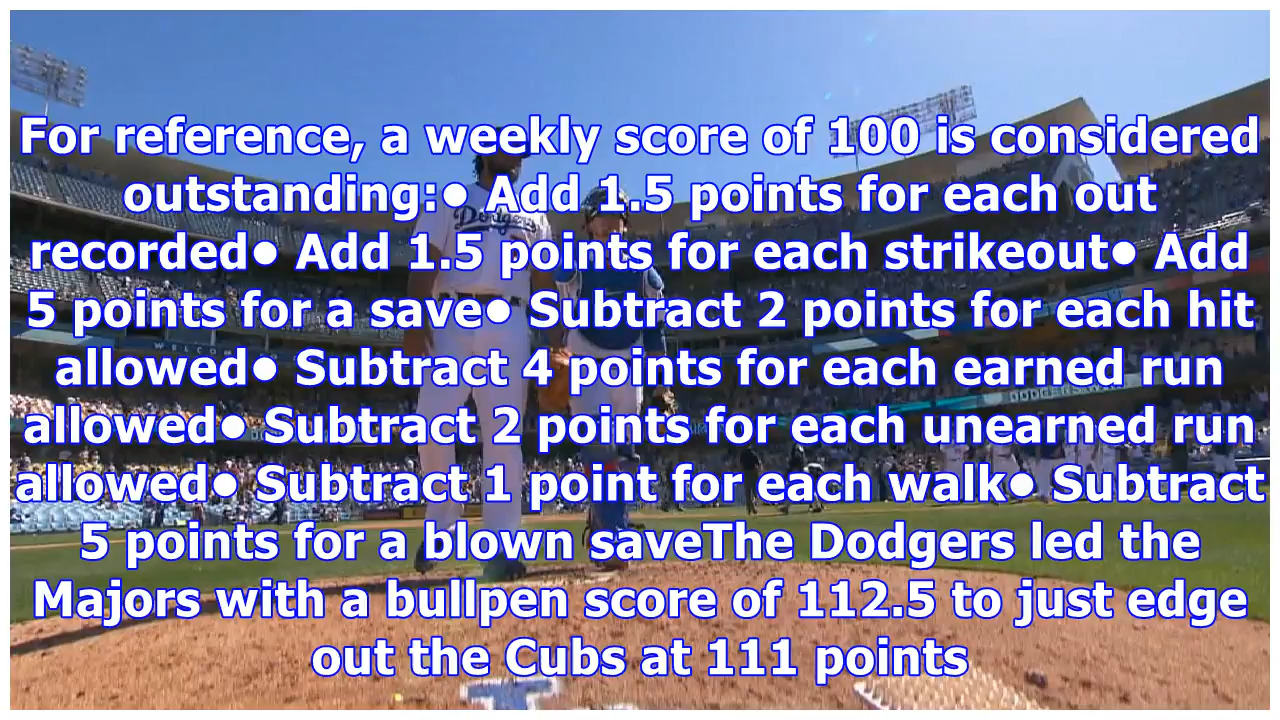 For reference, a weekly score of 100 is considered
outstanding:● Add 1.5 points for each out
recorded● Add 1.5 points for each strikeout● Add
5 points for a save● Subtract 2 points for each hit
allowed● Subtract 4 points for each earned run
allowed● Subtract 2 points for each unearned run
allowed● Subtract 1 point for each walk● Subtract
5 points for a blown saveThe Dodgers led the
Majors with a bullpen score of 112.5 to just edge
out the Cubs at 111 points
Dodgers